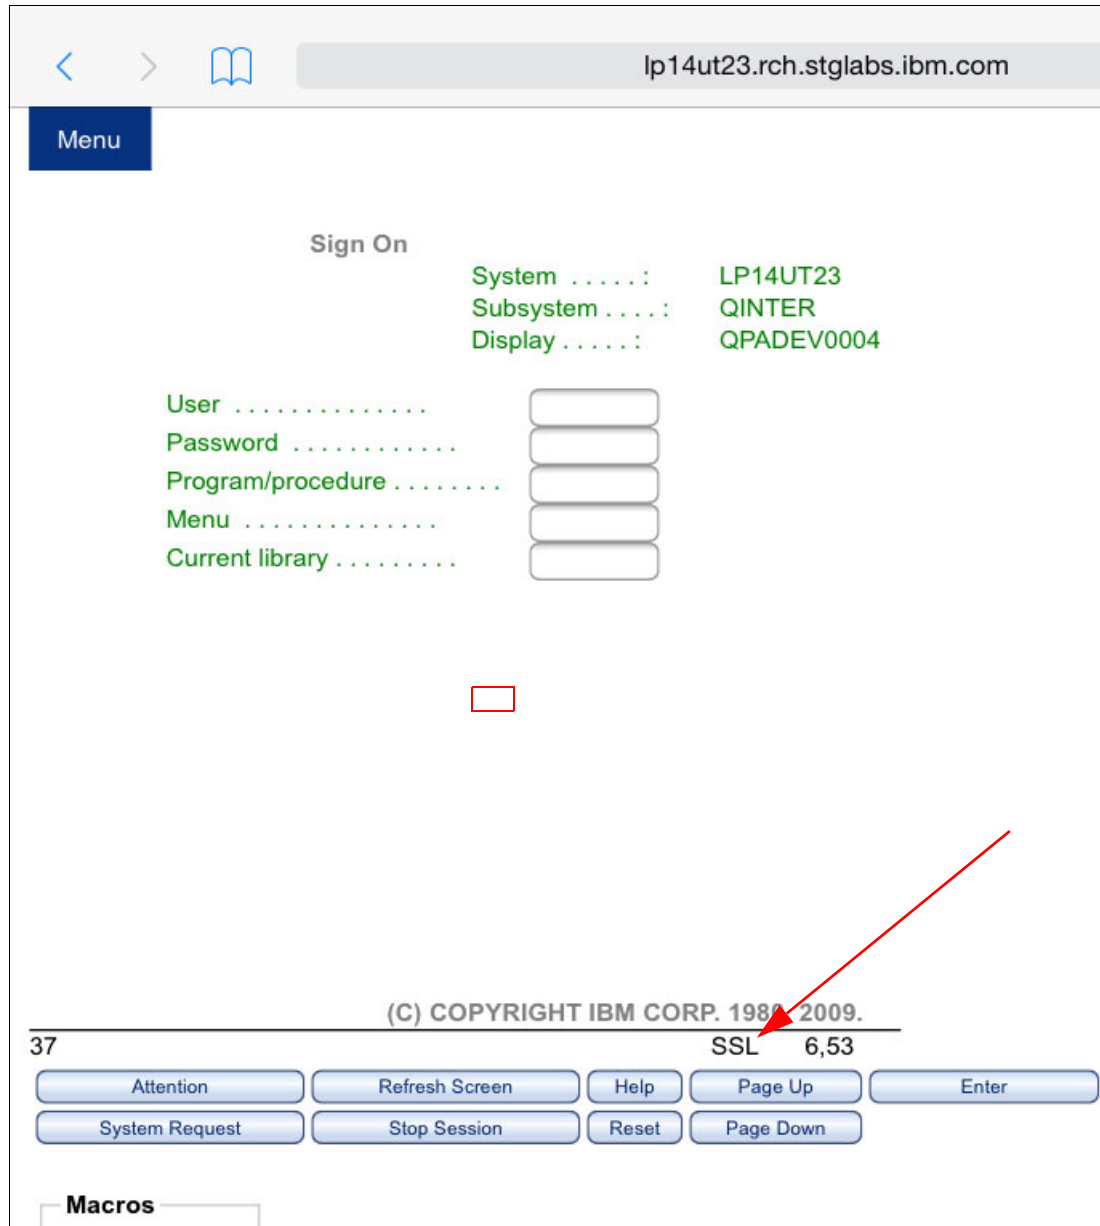 lp14ut23.rch.stglabs.ibm.com
Menu
Sign On
System . . . . . : LP14UT23
Subsystem . . . . : QINTER
Display . . . . . : QPADEV0004
User . . . . . . . . . . . . . .
Password . . . . . . . . . . . .
Program/procedure . . . . . . . .
Menu . . . . . . . . . . . . . .
Current library . . . . . . . . .
(C) COPYRIGHT IBM CORP. 1980, 2009.
37 SSL 6,53
Attention Refresh Screen Help Page Up Enter
System Request Stop Session Reset Page Down
Macros